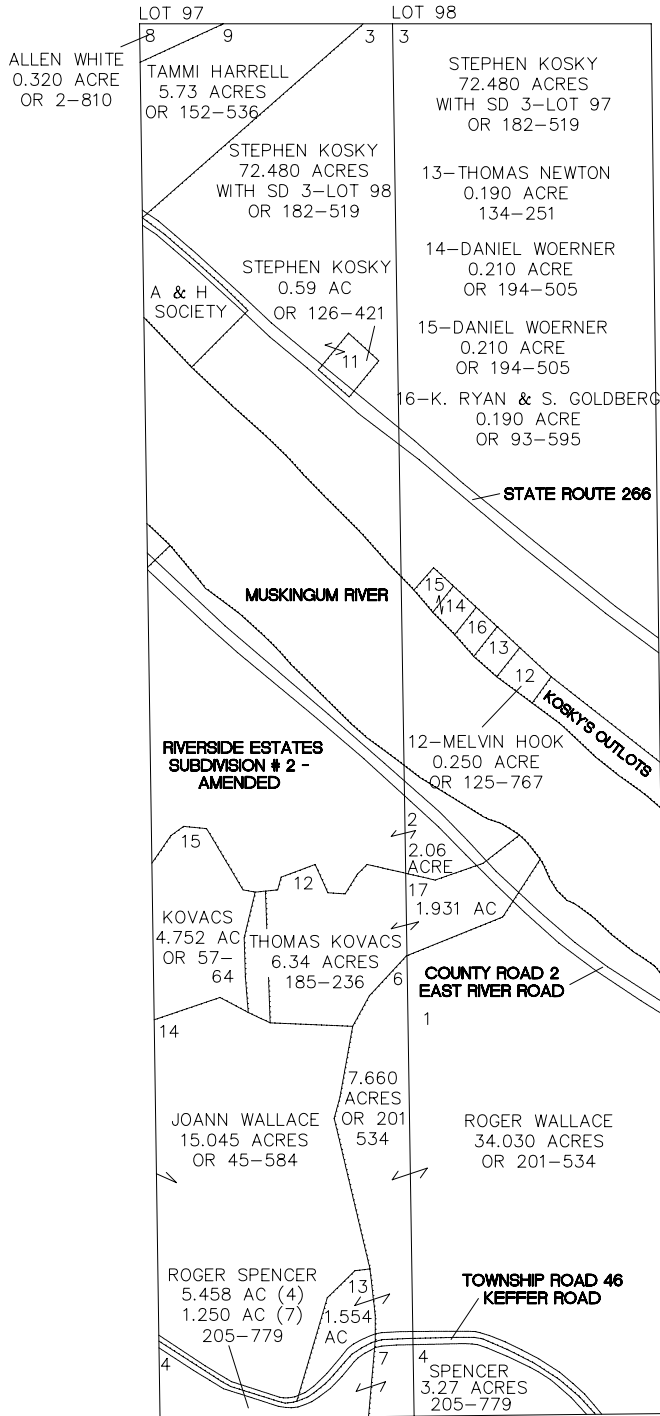 LOT 97
LOT 98
8
9
3
3
ALLEN WHITE
0.320 ACRE
OR 2-810
TAMMI HARRELL
5.73 ACRES
OR 152-536
STEPHEN KOSKY
72.480 ACRES
WITH SD 3-LOT 97
OR 182-519
STEPHEN KOSKY
72.480 ACRES
WITH SD 3-LOT 98
OR 182-519
13-THOMAS NEWTON
0.190 ACRE
134-251
14-DANIEL WOERNER
0.210 ACRE
OR 194-505
STEPHEN KOSKY
0.59 AC
OR 126-421
A & H
SOCIETY
11
15-DANIEL WOERNER
0.210 ACRE
OR 194-505
16-K. RYAN & S. GOLDBERG
0.190 ACRE
OR 93-595
STATE ROUTE 266
MUSKINGUM RIVER
15
14
16
13
12
KOSKY'S OUTLOTS
12-MELVIN HOOK
0.250 ACRE
OR 125-767
RIVERSIDE ESTATES
SUBDIVISION # 2 -
AMENDED
2
2.06
ACRE
15
12
17
1.931 AC
KOVACS
4.752 AC
OR 57-
64
THOMAS KOVACS
6.34 ACRES
185-236
6
COUNTY ROAD 2
EAST RIVER ROAD
14
1
7.660
ACRES
OR 201
534
JOANN WALLACE
15.045 ACRES
OR 45-584
ROGER WALLACE
34.030 ACRES
OR 201-534
ROGER SPENCER
5.458 AC (4)
1.250 AC (7)
205-779
13
1.554
AC
TOWNSHIP ROAD 46
KEFFER ROAD
4
7
4
SPENCER
3.27 ACRES
205-779